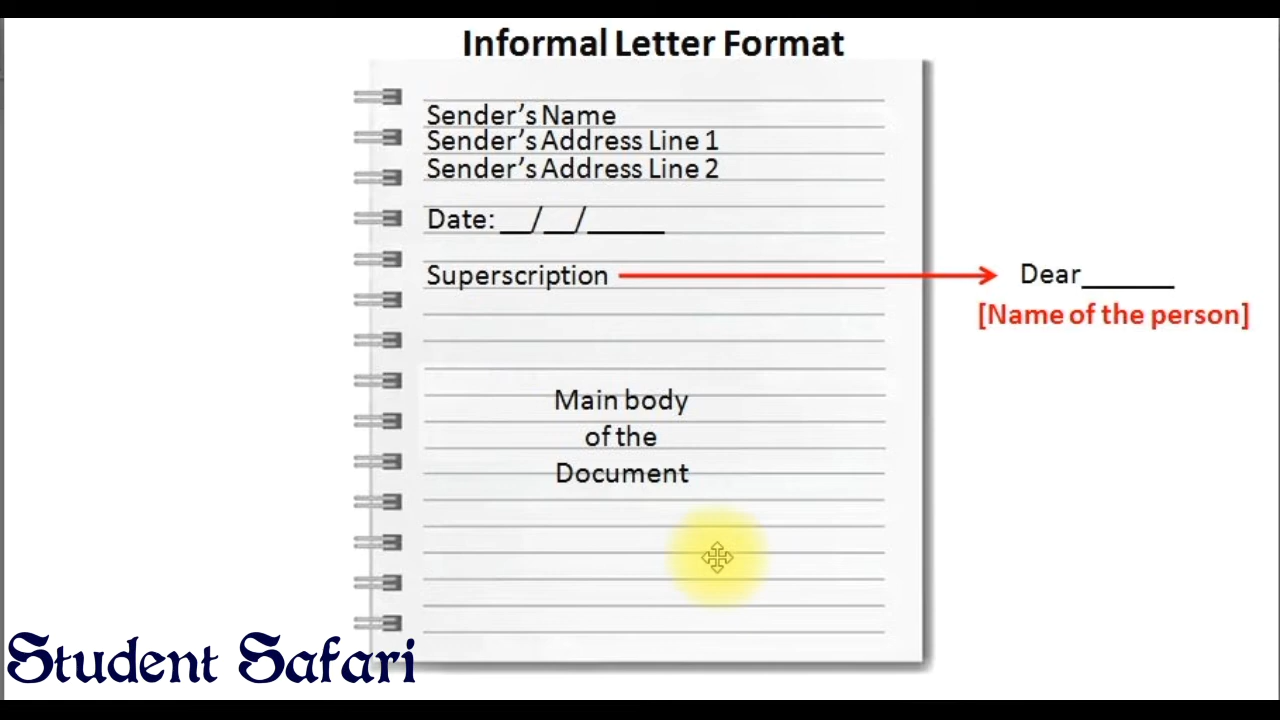 Informal Letter Format
Sender's Name
Sender's Address Line 1
Sender's Address Line 2
Date: __/__/_____
Superscription
Dear______
[Name of the person]
Main body
of the
Document
Student Safari